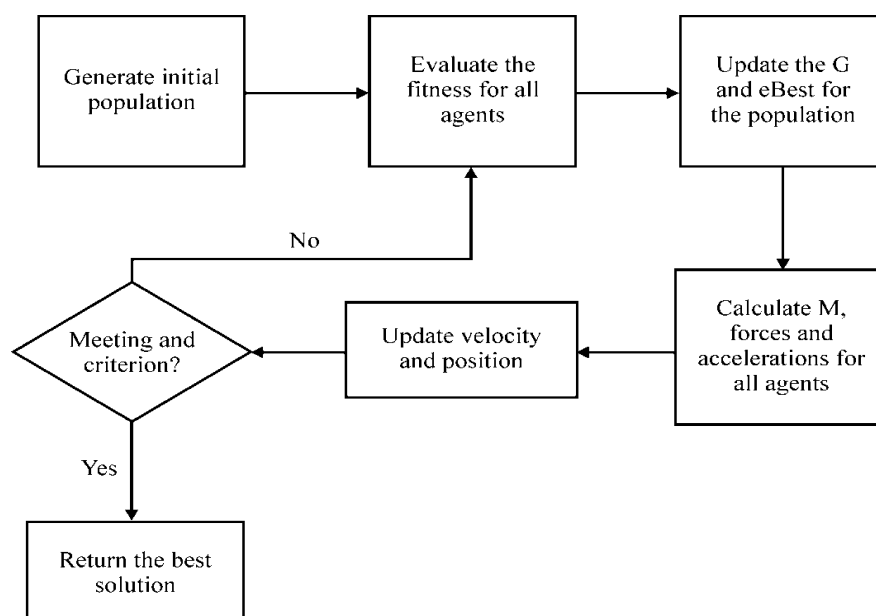 Generate initial
population
Evaluate the
fitness for all
agents
Update the G
and eBest for
the population
No
Meeting and
criterion?
Update velocity
and position
Calculate M,
forces and
accelerations for
all agents
Yes
Return the best
solution